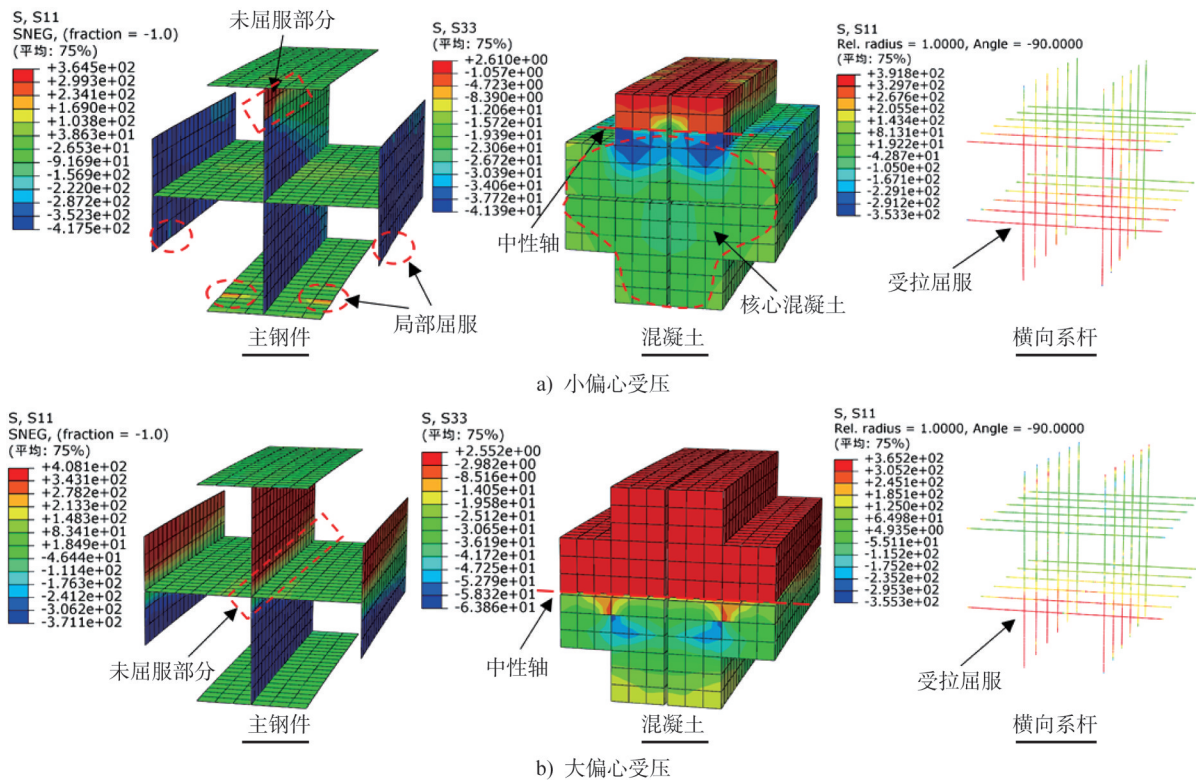 S, S11
SNEG, (fraction = -1.0)
(平均: 75%)
+3.645e+02
+2.993e+02
+2.341e+02
+1.690e+02
+1.038e+02
+3.863e+01
-2.653e+01
-9.169e+01
-1.569e+02
-2.220e+02
-2.872e+02
-3.523e+02
-4.175e+02
未屈服部分
局部屈服
主钢件
S, S33
(平均: 75%)
+2.610e+00
-1.057e+00
-4.723e+00
-8.390e+00
-1.206e+01
-1.572e+01
-1.939e+01
-2.306e+01
-2.672e+01
-3.039e+01
-3.406e+01
-3.772e+01
-4.139e+01
中性轴
核心混凝土
混凝土
S, S11
Rel. radius = 1.0000, Angle = -90.0000
(平均: 75%)
+3.918e+02
+3.297e+02
+2.676e+02
+2.055e+02
+1.434e+02
+8.131e+01
+1.922e+01
-4.287e+01
-1.050e+02
-1.671e+02
-2.291e+02
-2.912e+02
-3.533e+02
受拉屈服
横向系杆
a) 小偏心受压
S, S11
SNEG, (fraction = -1.0)
(平均: 75%)
+4.081e+02
+3.431e+02
+2.782e+02
+2.133e+02
+1.483e+02
+8.341e+01
+1.849e+01
-4.644e+01
-1.114e+02
-1.763e+02
-2.412e+02
-3.062e+02
-3.711e+02
未屈服部分
主钢件
S, S33
(平均: 75%)
+2.552e+00
-2.982e+00
-8.516e+00
-1.405e+01
-1.958e+01
-2.512e+01
-3.065e+01
-3.619e+01
-4.172e+01
-4.725e+01
-5.279e+01
-5.832e+01
-6.386e+01
中性轴
混凝土
S, S11
Rel. radius = 1.0000, Angle = -90.0000
(平均: 75%)
+3.652e+02
+3.052e+02
+2.451e+02
+1.851e+02
+1.250e+02
+6.498e+01
+4.935e+00
-5.511e+01
-1.152e+02
-1.752e+02
-2.352e+02
-2.953e+02
-3.553e+02
受拉屈服
横向系杆
b) 大偏心受压